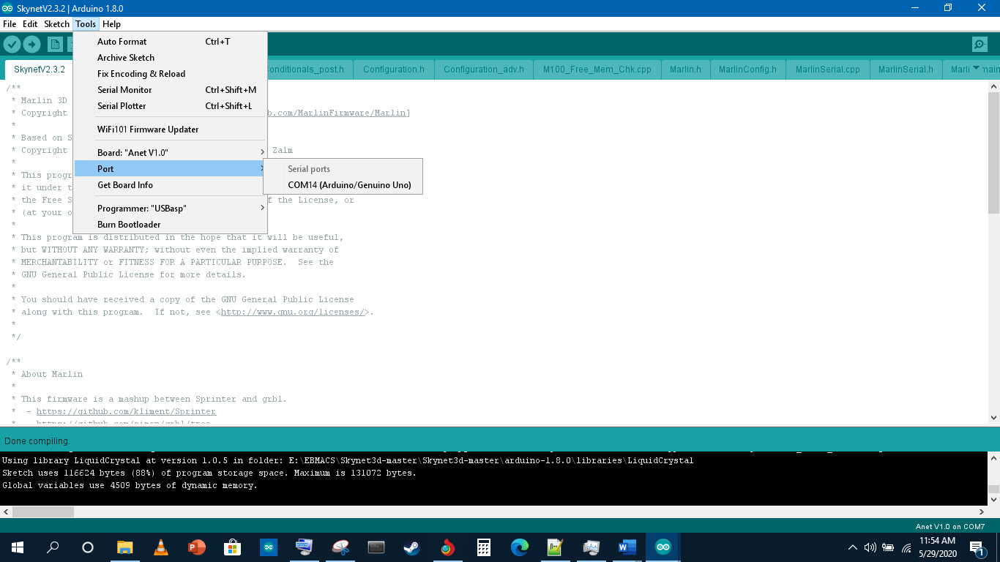 SkynetV2.3.2 | Arduino 1.8.0
File Edit Sketch Tools Help
Auto Format Ctrl+T
Archive Sketch
Fix Encoding & Reload
Serial Monitor Ctrl+Shift+M
Serial Plotter Ctrl+Shift+L
WiFi101 Firmware Updater
Board: "Anet V1.0"
Port
Get Board Info
Programmer: "USBasp"
Burn Bootloader
Serial ports
COM14 (Arduino/Genuino Uno)
SkynetV2.3.2 onditionals_post.h Configuration.h Configuration_adv.h M100_Free_Mem_Chk.cpp Marlin.h MarlinConfig.h MarlinSerial.cpp MarlinSerial.h Marli main
/**
* Marlin 3D
* Copyright b.com/MarlinFirmware/Marlin]
*
* Based on S
* Copyright Zalm
*
* This progr
* it under t
* the Free S f the License, or
* (at your o
*
* This program is distributed in the hope that it will be useful,
* but WITHOUT ANY WARRANTY; without even the implied warranty of
* MERCHANTABILITY or FITNESS FOR A PARTICULAR PURPOSE.  See the
* GNU General Public License for more details.
*
* You should have received a copy of the GNU General Public License
* along with this program.  If not, see <http://www.gnu.org/licenses/>.
*
*/
/**
* About Marlin
*
* This firmware is a mashup between Sprinter and grbl.
*  - https://github.com/kliment/Sprinter
*  - https://github.com/simen/grbl/tree
Done compiling.
Using library LiquidCrystal at version 1.0.5 in folder: E:\EBMACS\Skynet3d-master\Skynet3d-master\arduino-1.8.0\libraries\LiquidCrystal
Sketch uses 116624 bytes (88%) of program storage space. Maximum is 131072 bytes.
Global variables use 4509 bytes of dynamic memory.
Anet V1.0 on COM7
11:54 AM
5/29/2020
1